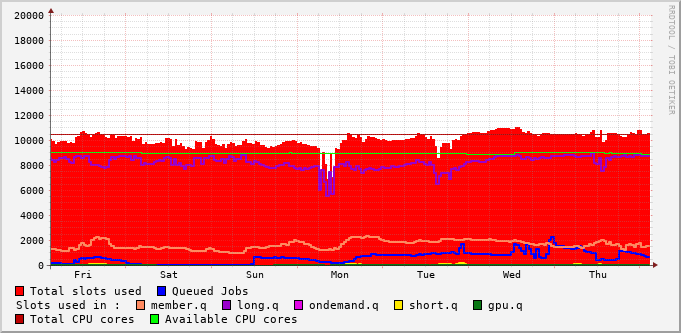 RRDTOOL / TOBI OETIKER
20000
18000
16000
14000
12000
10000
8000
6000
4000
2000
0
Fri Sat Sun Mon Tue Wed Thu
Total slots used Queued Jobs
Slots used in : member.q long.q ondemand.q short.q gpu.q
Total CPU cores Available CPU cores